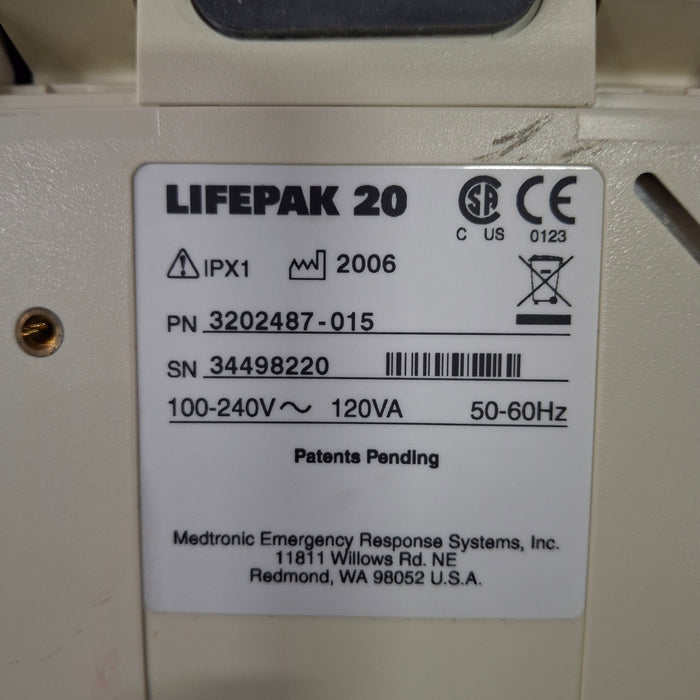 LIFEPAK 20
C US 0123
IPX1 2006
PN 3202487-015
SN 34498220
100-240V~ 120VA 50-60Hz
Patents Pending
Medtronic Emergency Response Systems, Inc.
11811 Willows Rd. NE
Redmond, WA 98052 U.S.A.